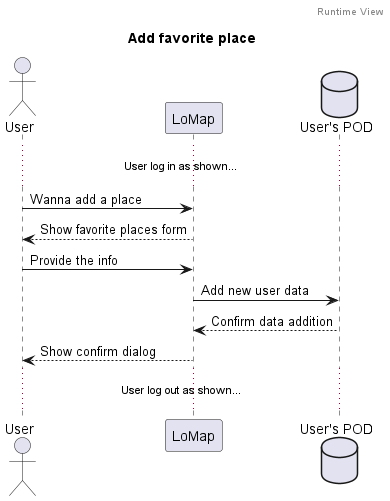 Runtime View
Add favorite place
User
LoMap
User's POD
User log in as shown...
Wanna add a place
Show favorite places form
Provide the info
Add new user data
Confirm data addition
Show confirm dialog
User log out as shown...
User
LoMap
User's POD